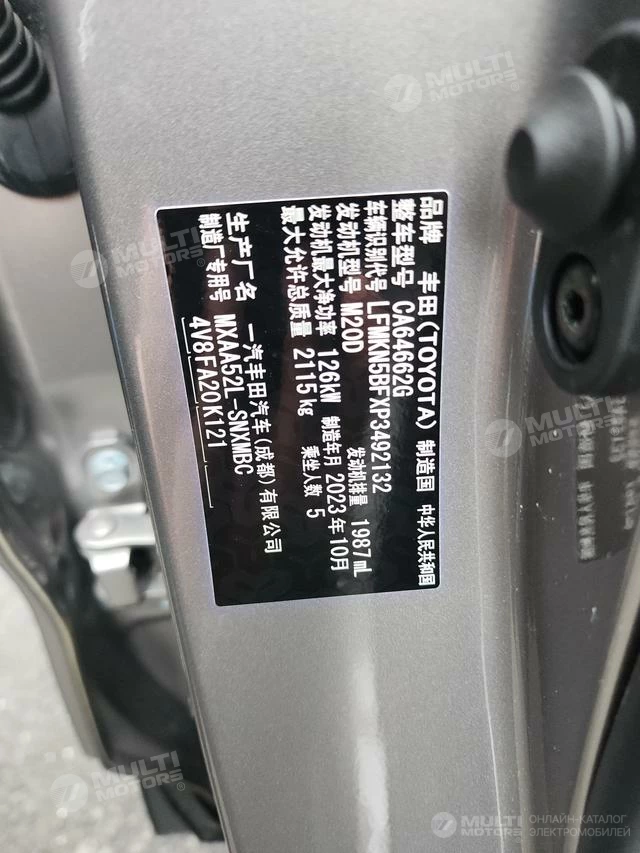 品牌 丰田(TOYOTA) 制造国 中华人民共和国
整车型号 CA64662G
车辆识别代号 LFMKN5BFXP3492132
发动机型号 M20D 发动机排量 1987 mL
发动机最大净功率 126kW 制造年月 2023年10月
最大允许总质量 2115kg 乘坐人数 5
生产厂名 一汽丰田汽车(成都)有限公司
制造厂专用号 MXAA52L-SNXMBC
4V8FA20K121
MULTI MOTORS
MULTI MOTORS
MULTI MOTORS
MULTI MOTORS
MULTI MOTORS
MULTI MOTORS ОНЛАЙН-КАТАЛОГ ЭЛЕКТРОМОБИЛЕЙ